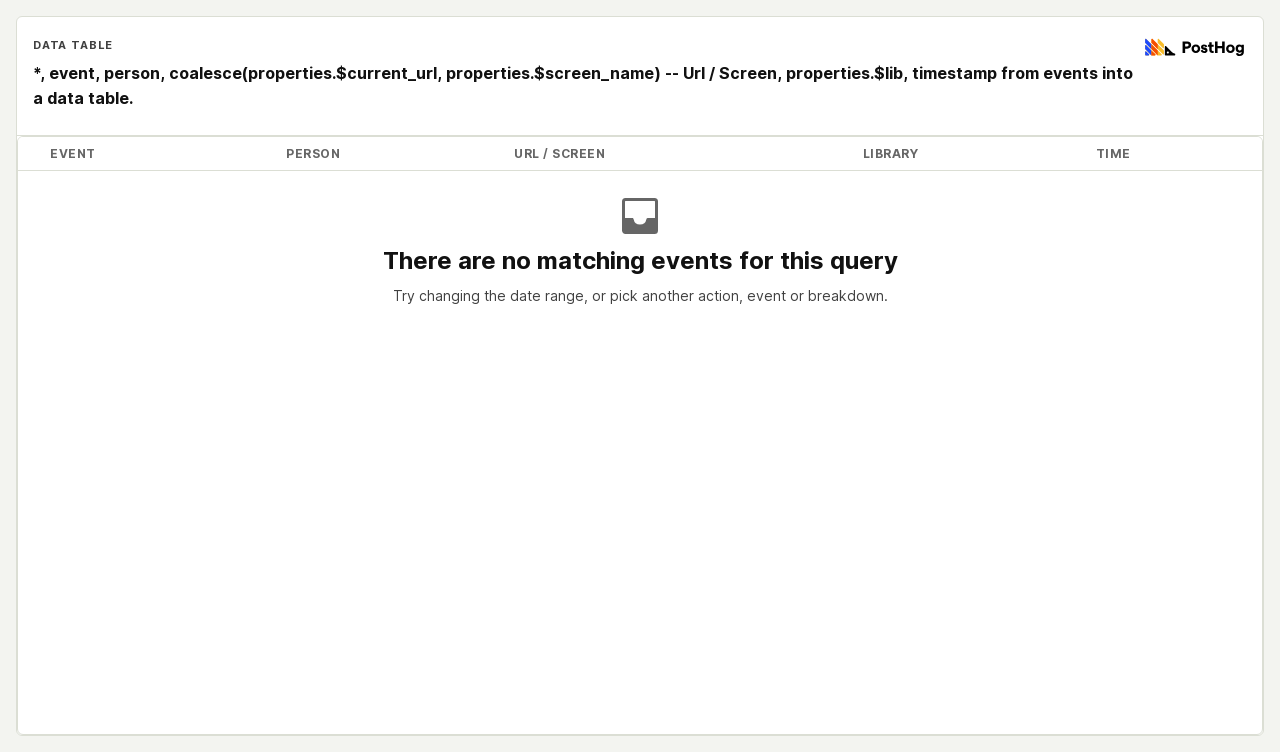 DATA TABLE
PostHog
*, event, person, coalesce(properties.$current_url, properties.$screen_name) -- Url / Screen, properties.$lib, timestamp from events into
a data table.
EVENT PERSON URL / SCREEN LIBRARY TIME
There are no matching events for this query
Try changing the date range, or pick another action, event or breakdown.